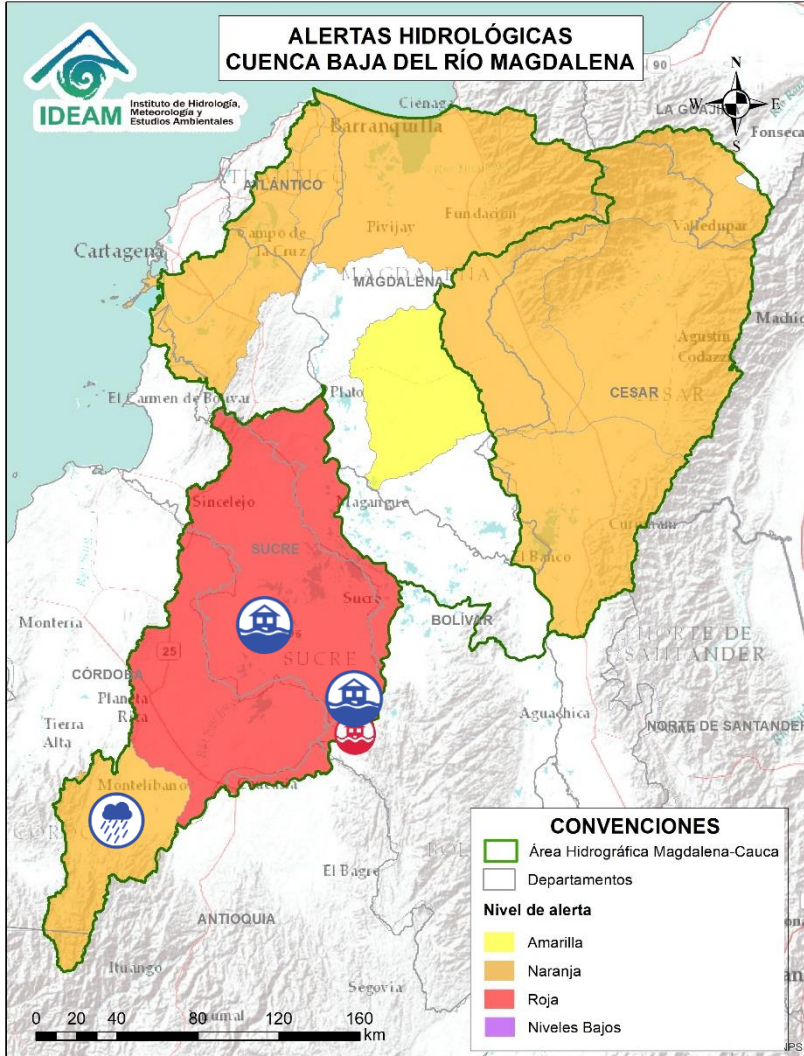 ALERTAS HIDROLÓGICAS
CUENCA BAJA DEL RÍO MAGDALENA
IDEAM
Instituto de Hidrología,
Meteorología y
Estudios Ambientales
90
N
W
E
S
Ciénaga
LA GUAJI
Fonseca
Barranquilla
ATLÁNTICO
Fundación
Pivijay
Valledupar
Campo de
la Cruz
Cartagena
MAGDALENA
MAGDALENA
Machi
Agustín
Codazzi
CESAR
El Carmen de Bolívar
Plato
Sincelejo
Magangué
SUCRE
El Banco
Sucre
Montería
BOLÍVAR
NORTE DE
SANTANDER
25
SUCRE
CÓRDOBA
Planeta
Rica
Tierra
Alta
Aguachica
NORTE DE SANTANDER
Montelíbano
El Bagre
ANTIOQUIA
Ituango
Segovia
CONVENCIONES
Área Hidrográfica Magdalena-Cauca
Departamentos
Nivel de alerta
Amarilla
Naranja
Roja
Niveles Bajos
0 20 40 80 120 160
km